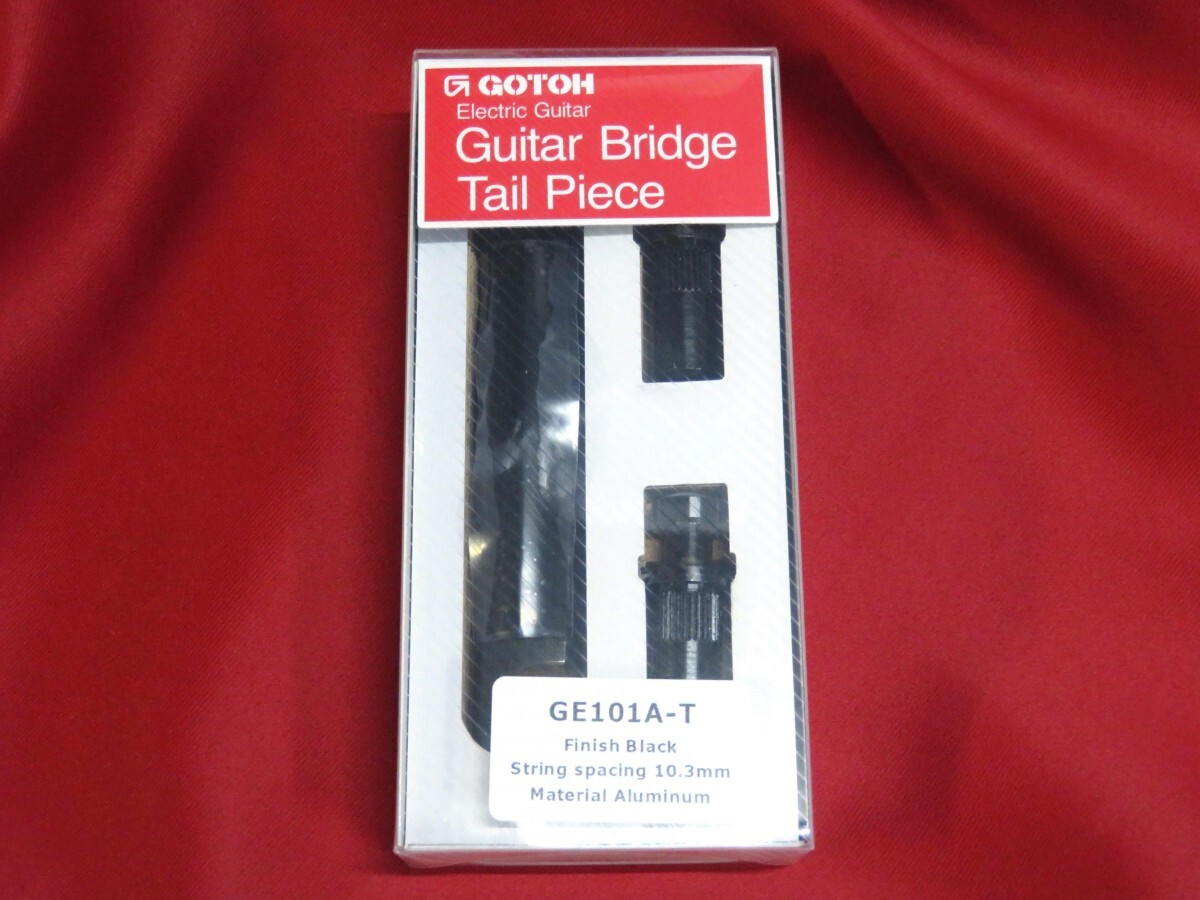 GOTOH
Electric Guitar
Guitar Bridge
Tail Piece
GE101A-T
Finish Black
String spacing 10.3mm
Material Aluminum